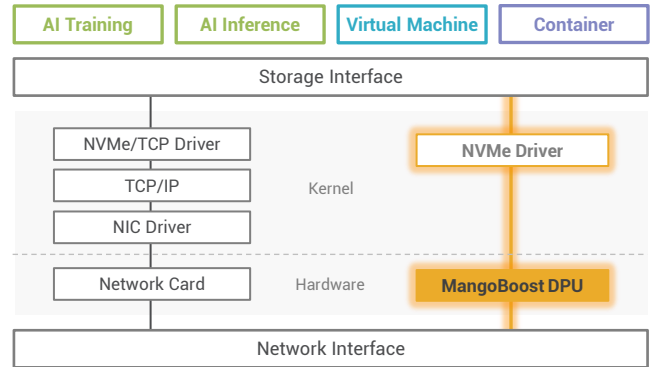 AI Training
AI Inference
Virtual Machine
Container
Storage Interface
NVMe/TCP Driver
NVMe Driver
TCP/IP
Kernel
NIC Driver
Network Card
Hardware
MangoBoost DPU
Network Interface